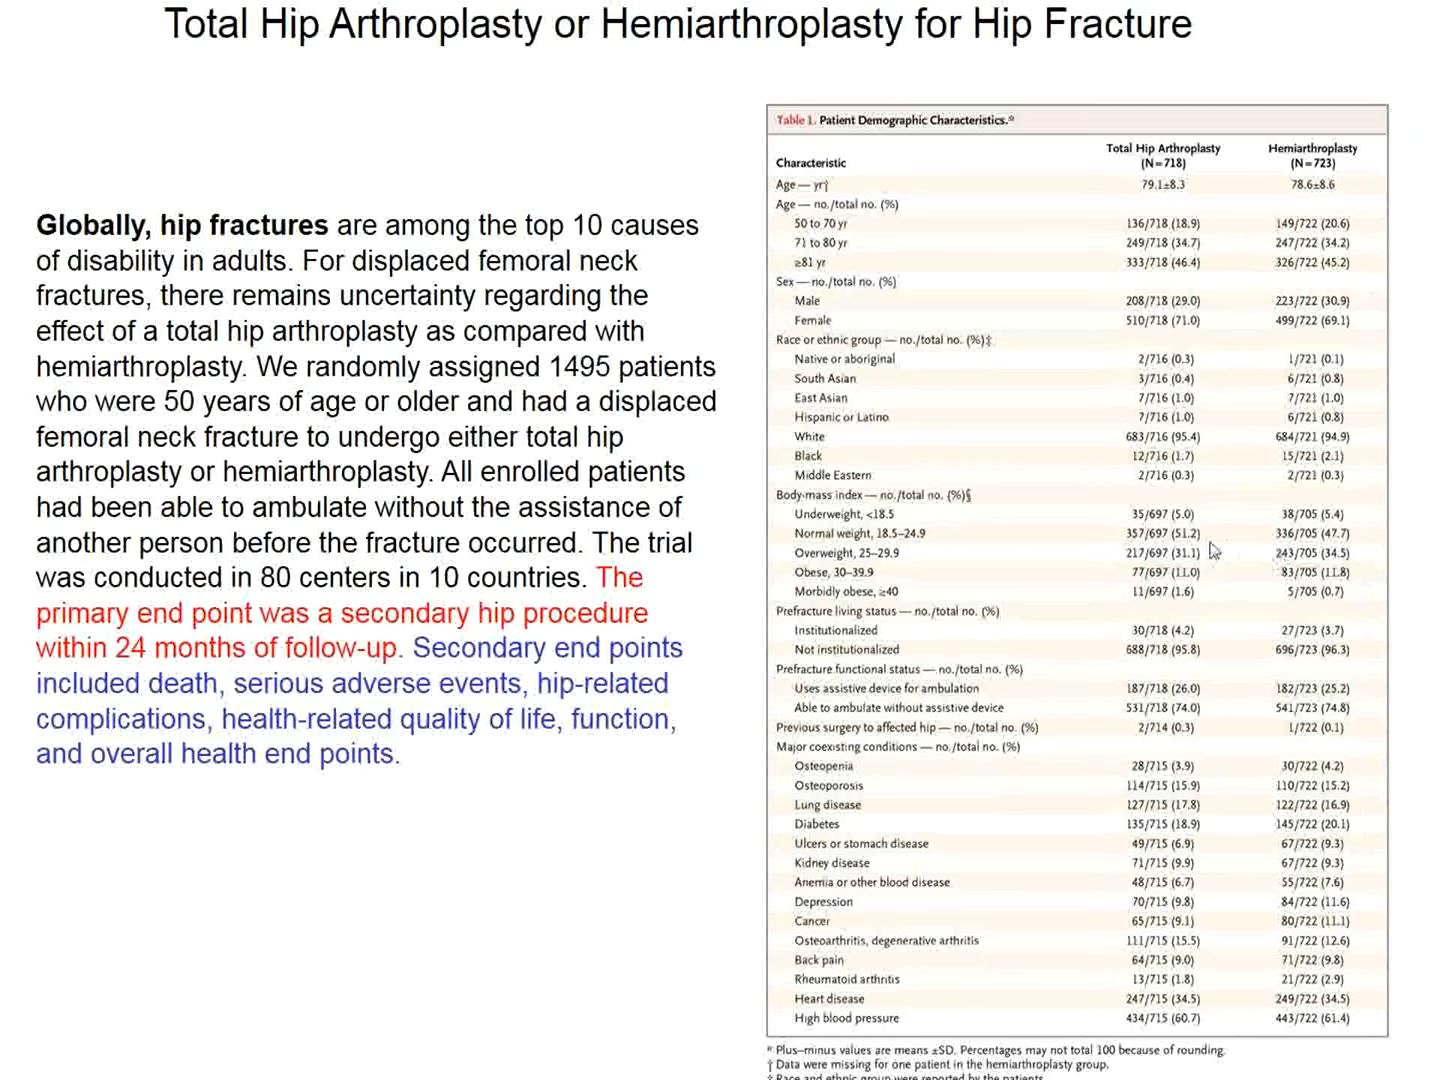 Total Hip Arthroplasty or Hemiarthroplasty for Hip Fracture
Globally, hip fractures are among the top 10 causes
of disability in adults. For displaced femoral neck
fractures, there remains uncertainty regarding the
effect of a total hip arthroplasty as compared with
hemiarthroplasty. We randomly assigned 1495 patients
who were 50 years of age or older and had a displaced
femoral neck fracture to undergo either total hip
arthroplasty or hemiarthroplasty. All enrolled patients
had been able to ambulate without the assistance of
another person before the fracture occurred. The trial
was conducted in 80 centers in 10 countries. The
primary end point was a secondary hip procedure
within 24 months of follow-up. Secondary end points
included death, serious adverse events, hip-related
complications, health-related quality of life, function,
and overall health end points.
Table 1. Patient Demographic Characteristics.*
Characteristic Total Hip Arthroplasty (N=718) Hemiarthroplasty (N=723)
Age — yr† 79.1±8.3 78.6±8.6
Age — no./total no. (%)
50 to 70 yr 136/718 (18.9) 149/722 (20.6)
71 to 80 yr 249/718 (34.7) 247/722 (34.2)
≥81 yr 333/718 (46.4) 326/722 (45.2)
Sex — no./total no. (%)
Male 208/718 (29.0) 223/722 (30.9)
Female 510/718 (71.0) 499/722 (69.1)
Race or ethnic group — no./total no. (%)‡
Native or aboriginal 2/716 (0.3) 1/721 (0.1)
South Asian 3/716 (0.4) 6/721 (0.8)
East Asian 7/716 (1.0) 7/721 (1.0)
Hispanic or Latino 7/716 (1.0) 6/721 (0.8)
White 683/716 (95.4) 684/721 (94.9)
Black 12/716 (1.7) 15/721 (2.1)
Middle Eastern 2/716 (0.3) 2/721 (0.3)
Body-mass index — no./total no. (%)§
Underweight, <18.5 35/697 (5.0) 38/705 (5.4)
Normal weight, 18.5–24.9 357/697 (51.2) 336/705 (47.7)
Overweight, 25–29.9 217/697 (31.1) 243/705 (34.5)
Obese, 30–39.9 77/697 (11.0) 83/705 (11.8)
Morbidly obese, ≥40 11/697 (1.6) 5/705 (0.7)
Prefracture living status — no./total no. (%)
Institutionalized 30/718 (4.2) 27/723 (3.7)
Not institutionalized 688/718 (95.8) 696/723 (96.3)
Prefracture functional status — no./total no. (%)
Uses assistive device for ambulation 187/718 (26.0) 182/723 (25.2)
Able to ambulate without assistive device 531/718 (74.0) 541/723 (74.8)
Previous surgery to affected hip — no./total no. (%) 2/714 (0.3) 1/722 (0.1)
Major coexisting conditions — no./total no. (%)
Osteopenia 28/715 (3.9) 30/722 (4.2)
Osteoporosis 114/715 (15.9) 110/722 (15.2)
Lung disease 127/715 (17.8) 122/722 (16.9)
Diabetes 135/715 (18.9) 145/722 (20.1)
Ulcers or stomach disease 49/715 (6.9) 67/722 (9.3)
Kidney disease 71/715 (9.9) 67/722 (9.3)
Anemia or other blood disease 48/715 (6.7) 55/722 (7.6)
Depression 70/715 (9.8) 84/722 (11.6)
Cancer 65/715 (9.1) 80/722 (11.1)
Osteoarthritis, degenerative arthritis 111/715 (15.5) 91/722 (12.6)
Back pain 64/715 (9.0) 71/722 (9.8)
Rheumatoid arthritis 13/715 (1.8) 21/722 (2.9)
Heart disease 247/715 (34.5) 249/722 (34.5)
High blood pressure 434/715 (60.7) 443/722 (61.4)
* Plus–minus values are means ±SD. Percentages may not total 100 because of rounding.
† Data were missing for one patient in the hemiarthroplasty group.
‡ Race and ethnic group were reported by the patients.